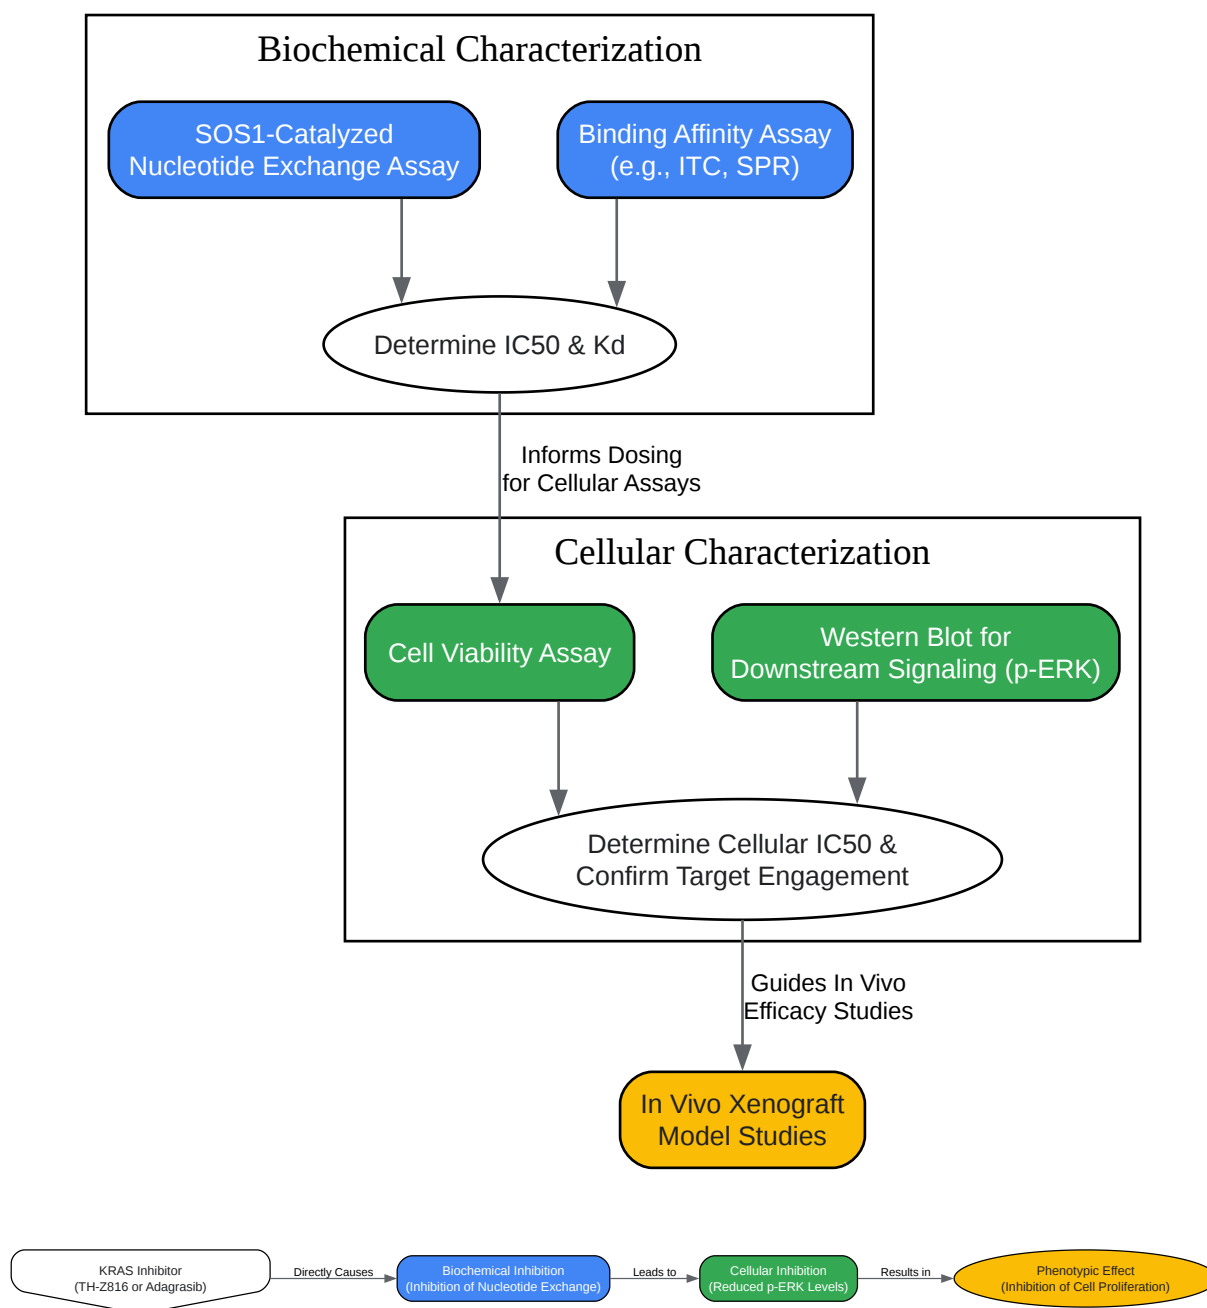 Biochemical Characterization
SOS1-Catalyzed
Nucleotide Exchange Assay
Binding Affinity Assay
(e.g., ITC, SPR)
Determine IC50 & Kd
Informs Dosing
for Cellular Assays
Cellular Characterization
Cell Viability Assay
Western Blot for
Downstream Signaling (p-ERK)
Determine Cellular IC50 &
Confirm Target Engagement
Guides In Vivo
Efficacy Studies
In Vivo Xenograft
Model Studies
KRAS Inhibitor
(TH-Z816 or Adagrasib)
Directly Causes
Biochemical Inhibition
(Inhibition of Nucleotide Exchange)
Leads to
Cellular Inhibition
(Reduced p-ERK Levels)
Results in
Phenotypic Effect
(Inhibition of Cell Proliferation)